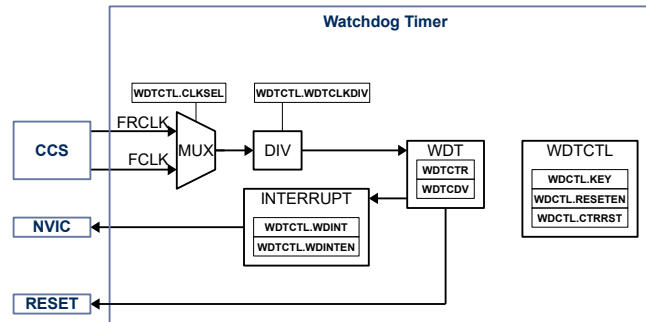 Watchdog Timer
WDTCTL.CLKSEL
WDTCTL.WDTCLKDIV
CCS
FRCLK
FCLK
MUX
DIV
WDT
WDTCTR
WDTCDV
WDTCTL
WDCTL.KEY
WDCTL.RESETEN
WDCTL.CTRRST
INTERRUPT
WDTCTL.WDINT
WDTCTL.WDINTEN
NVIC
RESET